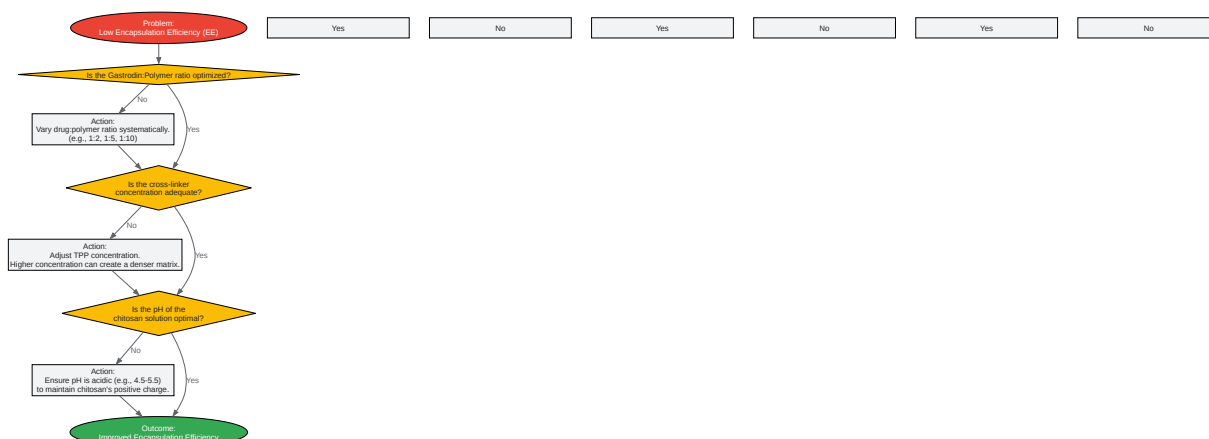 Problem:
Low Encapsulation Efficiency (EE)
Yes
No
Yes
No
Yes
No
Is the Gastrodin:Polymer ratio optimized?
No
Action:
Vary drug:polymer ratio systematically.
(e.g., 1:2, 1:5, 1:10)
Yes
Is the cross-linker
concentration adequate?
No
Action:
Adjust TPP concentration.
Higher concentration can create a denser matrix.
Yes
Is the pH of the
chitosan solution optimal?
No
Action:
Ensure pH is acidic (e.g., 4.5-5.5)
to maintain chitosan's positive charge.
Yes
Outcome:
Improved Encapsulation Efficiency